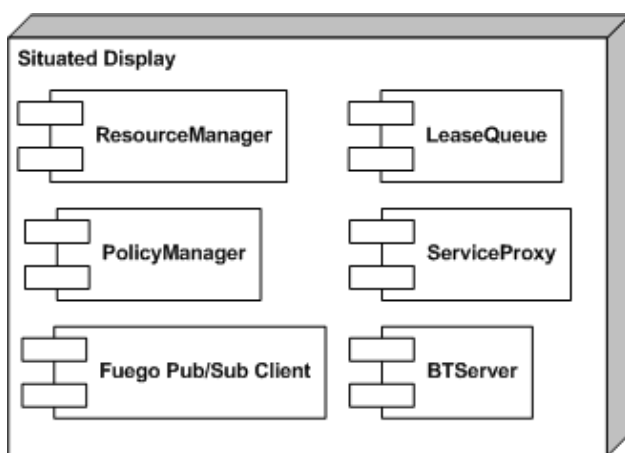 Situated Display
ResourceManager
LeaseQueue
PolicyManager
ServiceProxy
Fuego Pub/Sub Client
BTServer